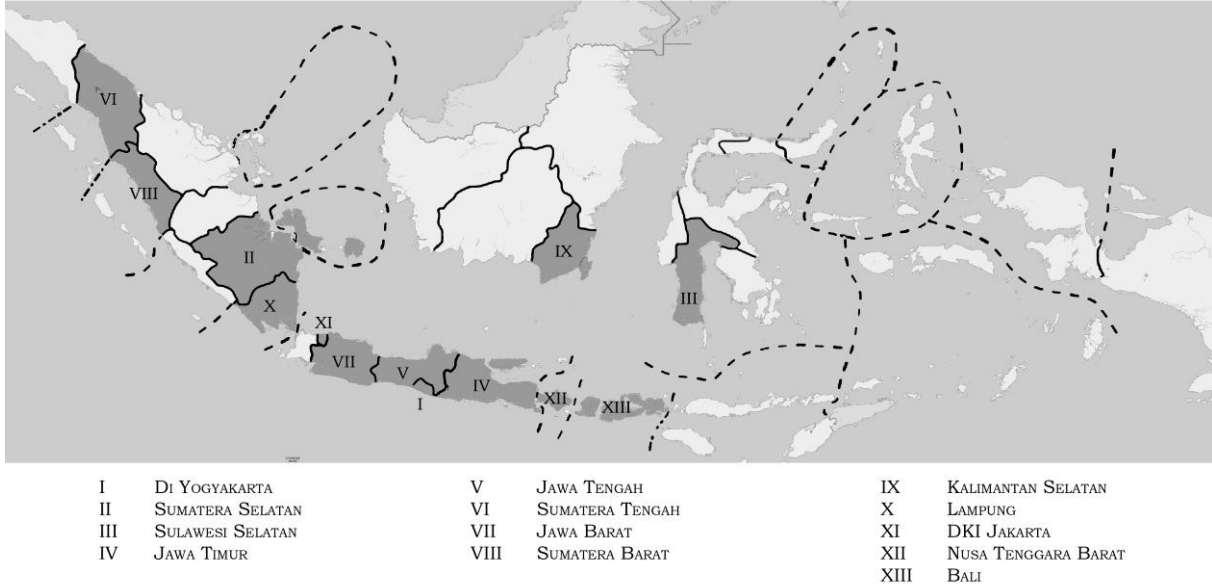 VI
VIII
II
X
XI
VII
V
I
IV
XII
XIII
IX
III
I DI YOGYAKARTA
II SUMATERA SELATAN
III SULAWESI SELATAN
IV JAWA TIMUR
V JAWA TENGAH
VI SUMATERA TENGAH
VII JAWA BARAT
VIII SUMATERA BARAT
IX KALIMANTAN SELATAN
X LAMPUNG
XI DKI JAKARTA
XII NUSA TENGGARA BARAT
XIII BALI